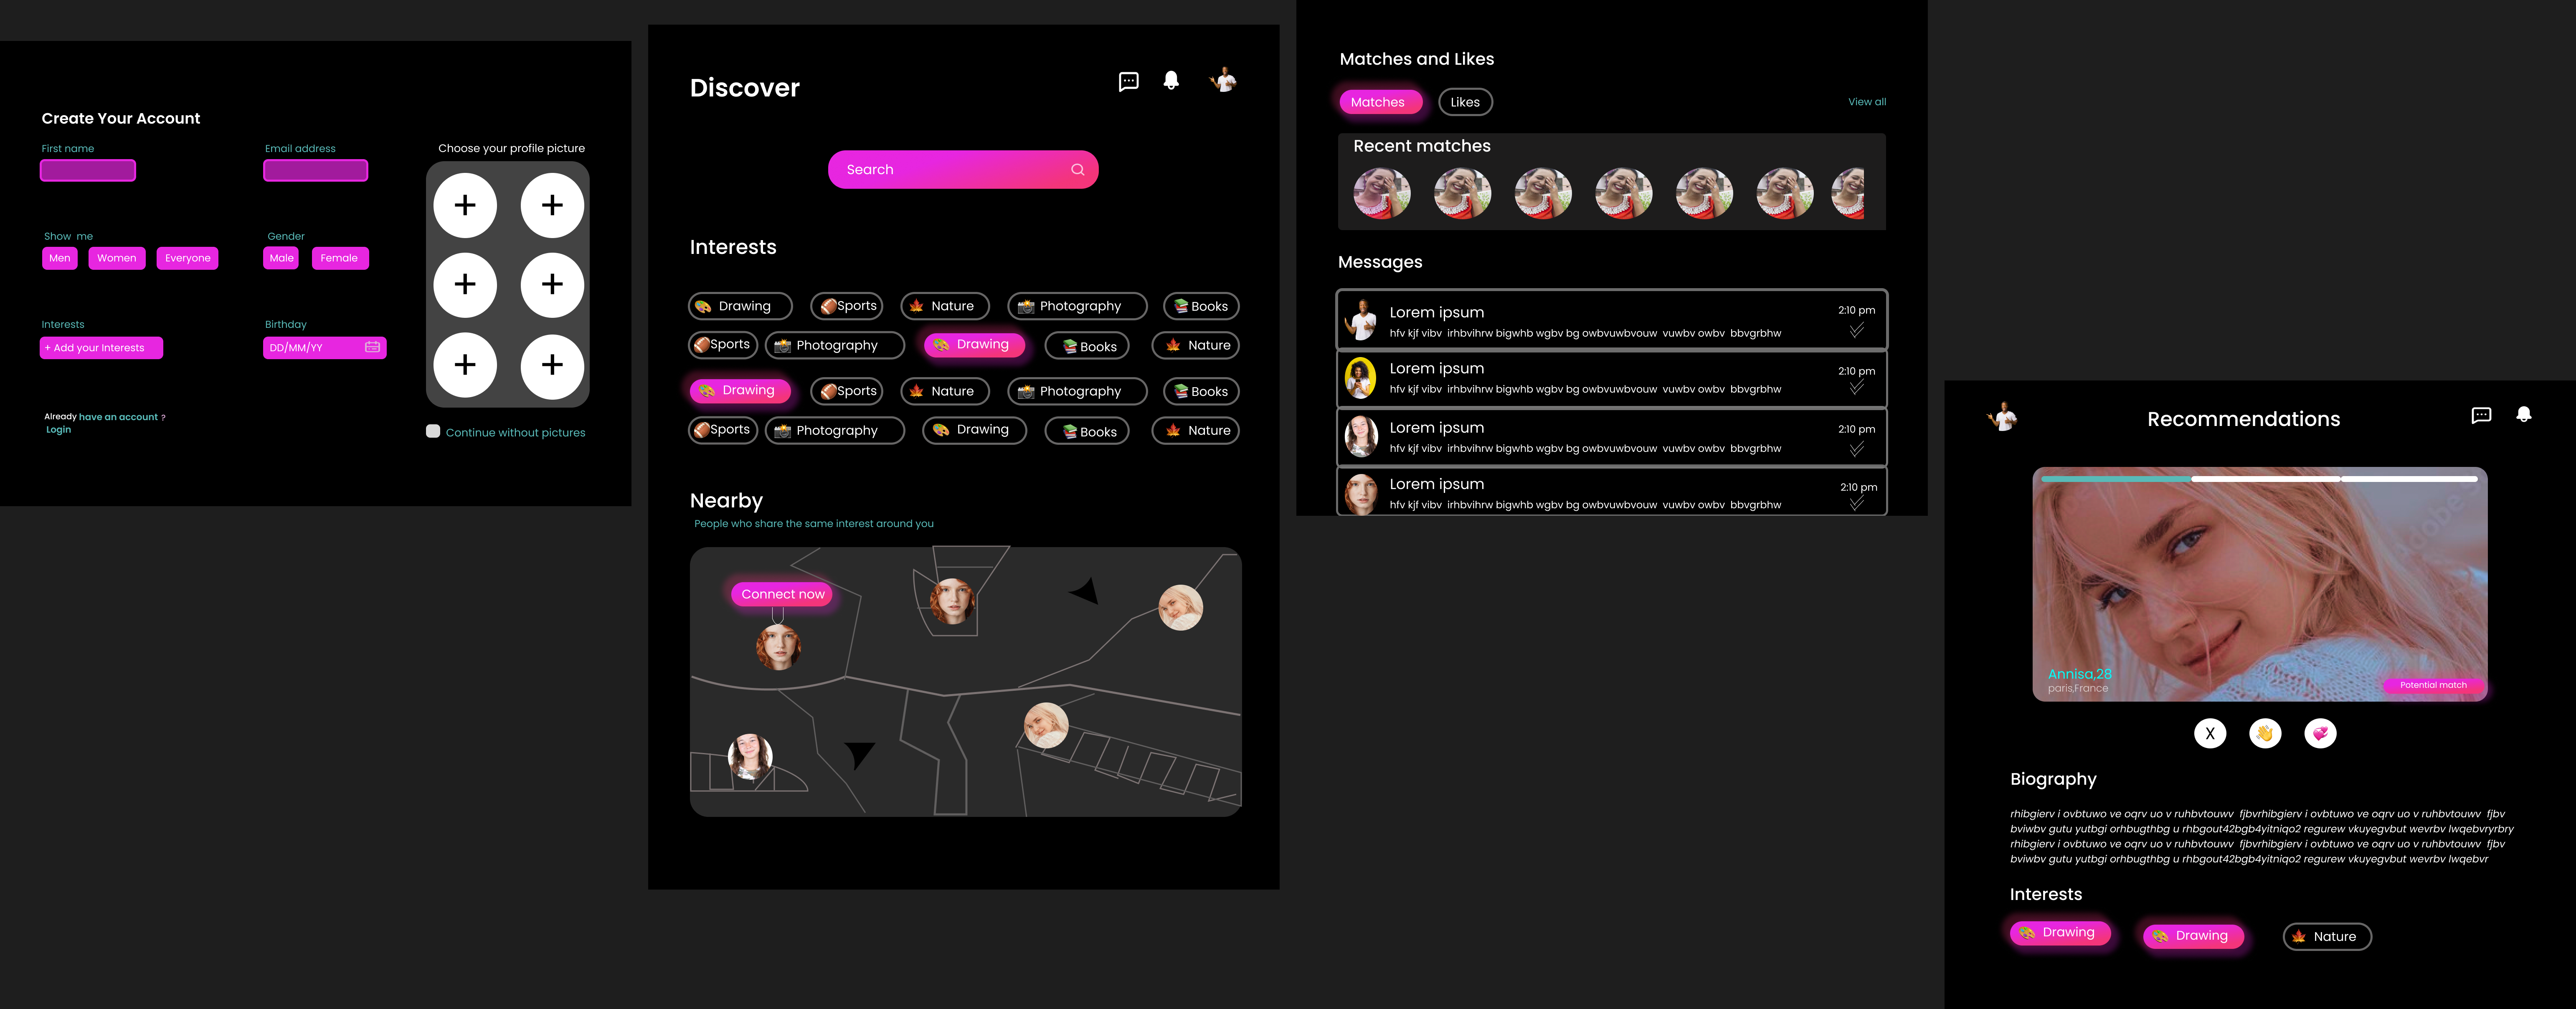 Create Your Account
First name
Email address
Choose your profile picture
Show me
Gender
Men
Women
Everyone
Male
Female
Interests
Birthday
+ Add your Interests
DD/MM/YY
Already have an account ?
Login
Continue without pictures
Discover
Search
Interests
Drawing
Sports
Nature
Photography
Books
Sports
Photography
Drawing
Books
Nature
Drawing
Sports
Nature
Photography
Books
Sports
Photography
Drawing
Books
Nature
Nearby
People who share the same interest around you
Connect now
Matches and Likes
Matches
Likes
View all
Recent matches
Messages
Lorem ipsum
2:10 pm
hfv kjf vibv irhbvihrw bigwhb wgbv bg owbvuwbvouw vuwbv owbv bbvgrbhw
Lorem ipsum
2:10 pm
hfv kjf vibv irhbvihrw bigwhb wgbv bg owbvuwbvouw vuwbv owbv bbvgrbhw
Lorem ipsum
2:10 pm
hfv kjf vibv irhbvihrw bigwhb wgbv bg owbvuwbvouw vuwbv owbv bbvgrbhw
Lorem ipsum
2:10 pm
hfv kjf vibv irhbvihrw bigwhb wgbv bg owbvuwbvouw vuwbv owbv bbvgrbhw
Recommendations
Adobe S
Annisa,28
paris,France
Potential match
X
Biography
rhibgierv i ovbtuwo ve oqrv uo v ruhbvtouwv fjbvrhibgierv i ovbtuwo ve oqrv uo v ruhbvtouwv fjbv
bviwbv gutu yutbgi orhbugthbg u rhbgout42bgb4yitniqo2 regurew vkuyegvbut wevrbv lwqebvryrbry
rhibgierv i ovbtuwo ve oqrv uo v ruhbvtouwv fjbvrhibgierv i ovbtuwo ve oqrv uo v ruhbvtouwv fjbv
bviwbv gutu yutbgi orhbugthbg u rhbgout42bgb4yitniqo2 regurew vkuyegvbut wevrbv lwqebvr
Interests
Drawing
Drawing
Nature